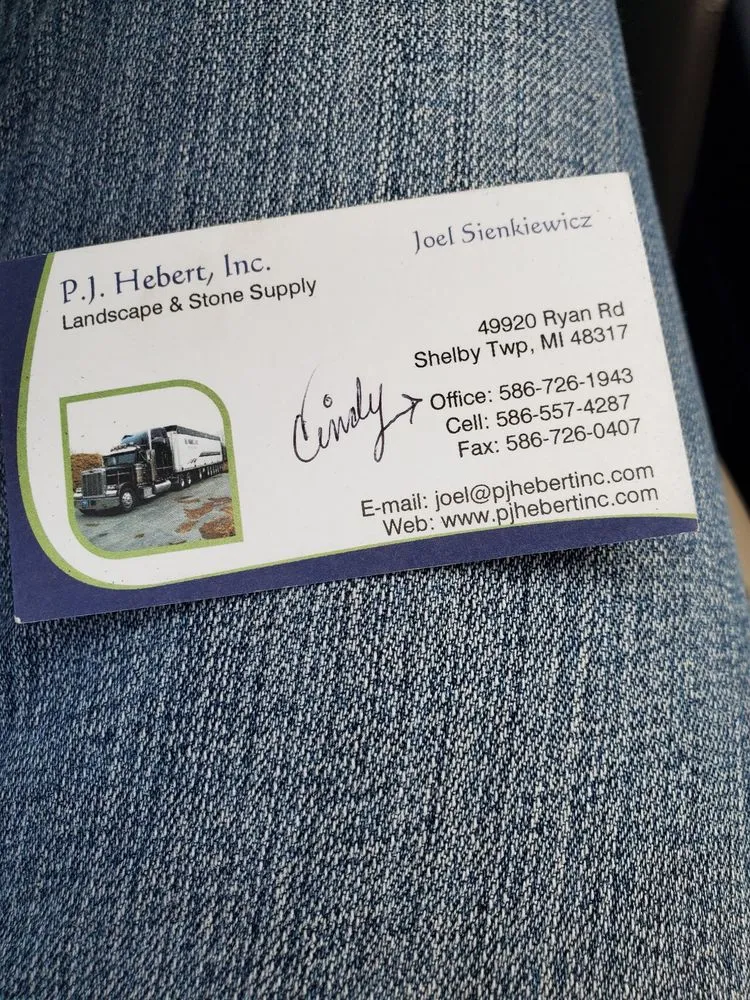 P.J. Hebert, Inc.
Landscape & Stone Supply
Joel Sienkiewicz
49920 Ryan Rd
Shelby Twp, MI 48317
Cindy → Office: 586-726-1943
Cell: 586-557-4287
Fax: 586-726-0407
E-mail: joel@pjhebertinc.com
Web: www.pjhebertinc.com